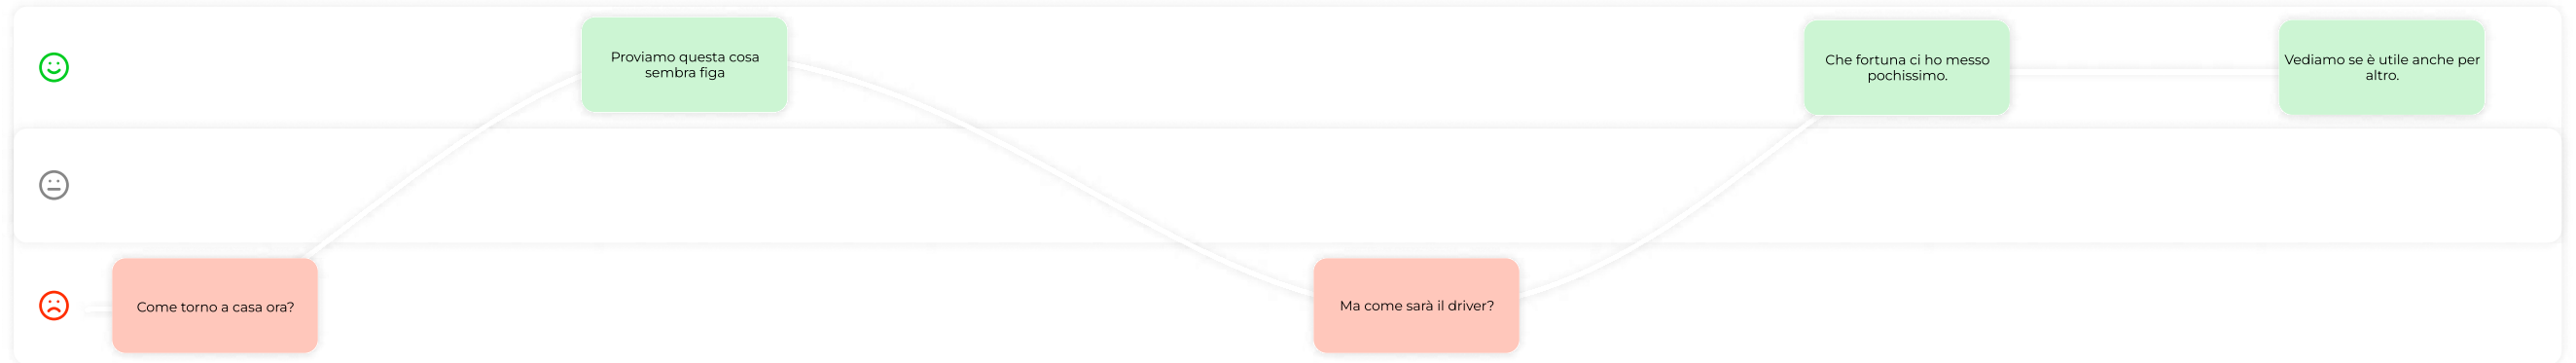 Proviamo questa cosa
sembra figa
Che fortuna ci ho messo
pochissimo.
Vediamo se è utile anche per
altro.
Come torno a casa ora?
Ma come sarà il driver?